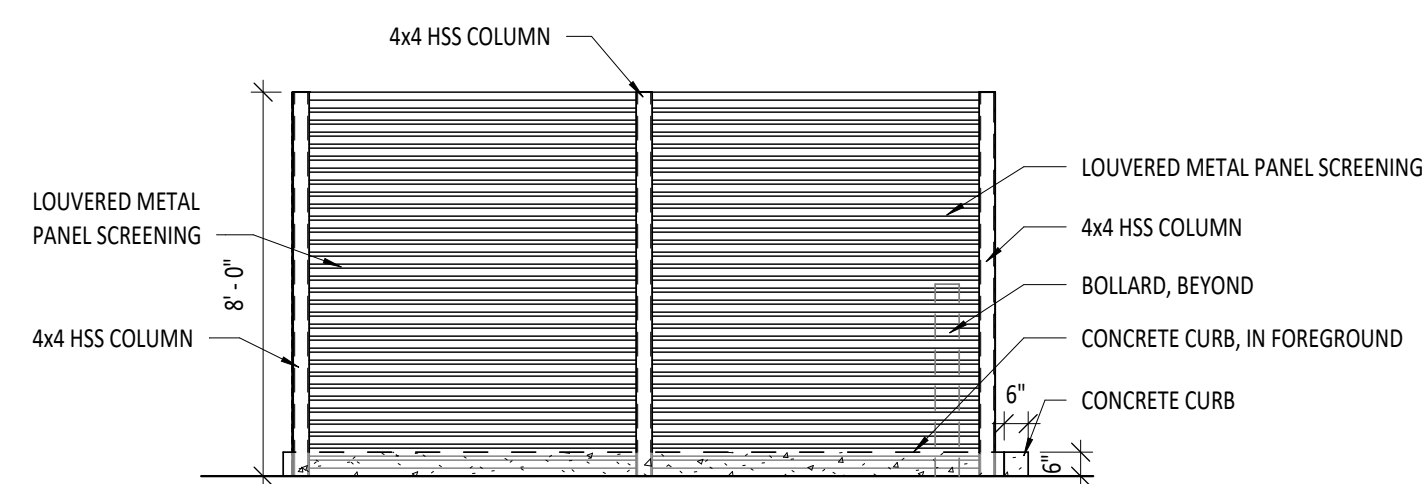 4x4 HSS COLUMN
LOUVERED METAL
PANEL SCREENING
8' - 0"
4x4 HSS COLUMN
LOUVERED METAL PANEL SCREENING
4x4 HSS COLUMN
BOLLARD, BEYOND
CONCRETE CURB, IN FOREGROUND
6"
CONCRETE CURB
6"